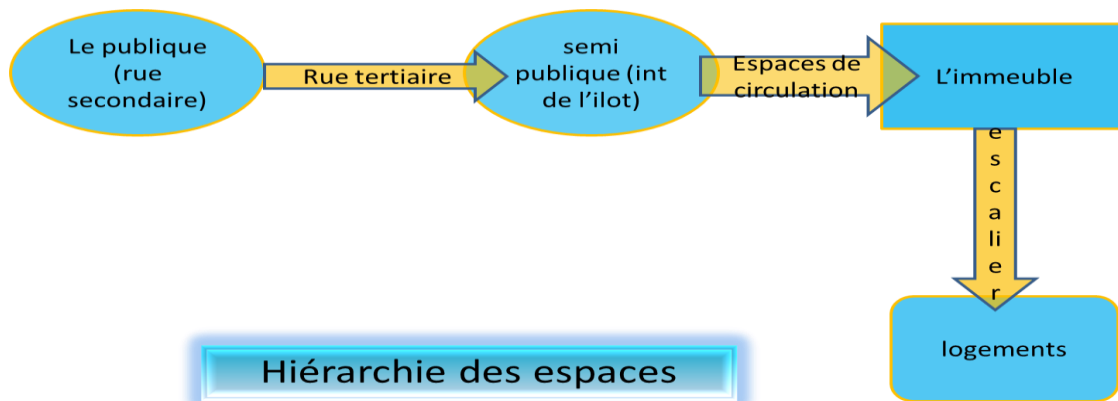 Le publique
(rue
secondaire)
Rue tertiaire
semi
publique (int
de l'ilot)
Espaces de
circulation
L'immeuble
escalier
logements
Hiérarchie des espaces